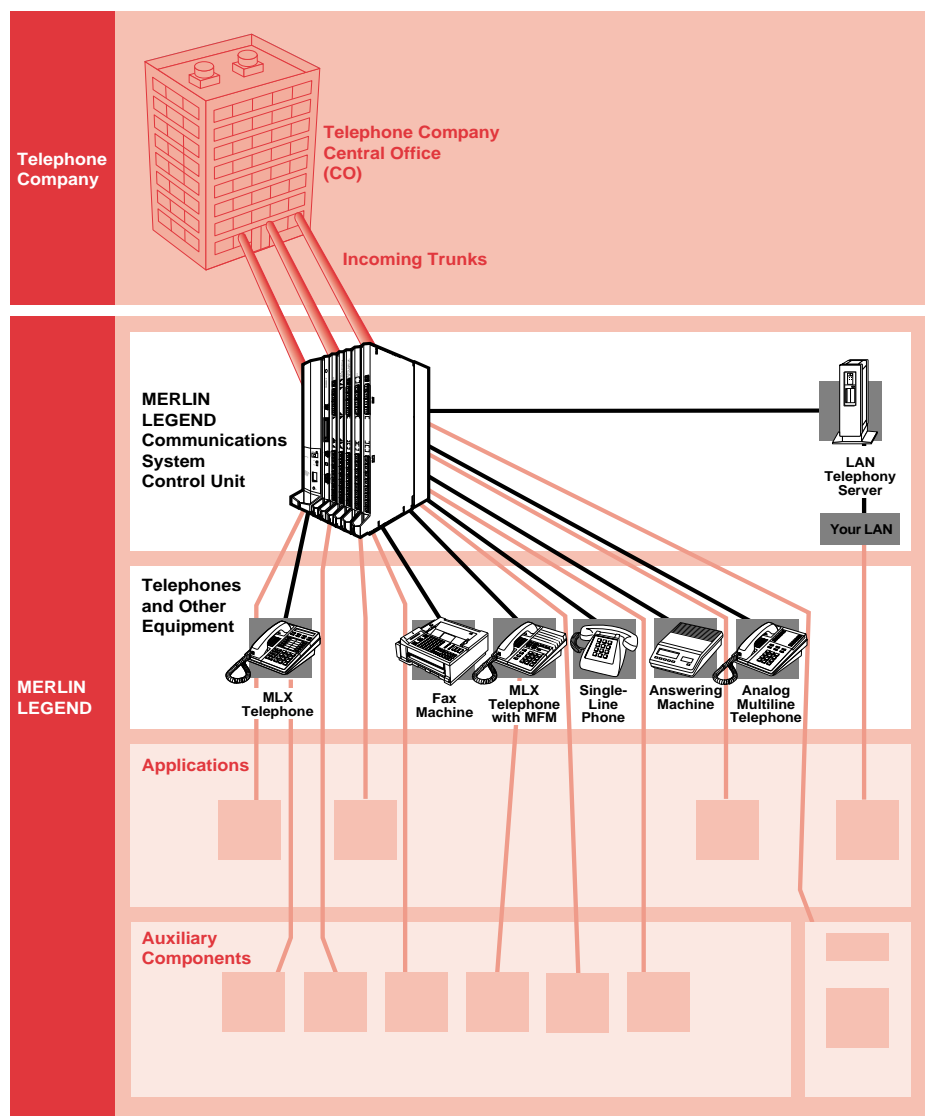 Telephone
Company
Telephone Company
Central Office
(CO)
Incoming Trunks
MERLIN
LEGEND
MERLIN
LEGEND
Communications
System
Control Unit
LAN
Telephony
Server
Your LAN
Telephones
and Other
Equipment
MLX
Telephone
Fax
Machine
MLX
Telephone
with MFM
Single-
Line
Phone
Answering
Machine
Analog
Multiline
Telephone
Applications
Auxiliary
Components